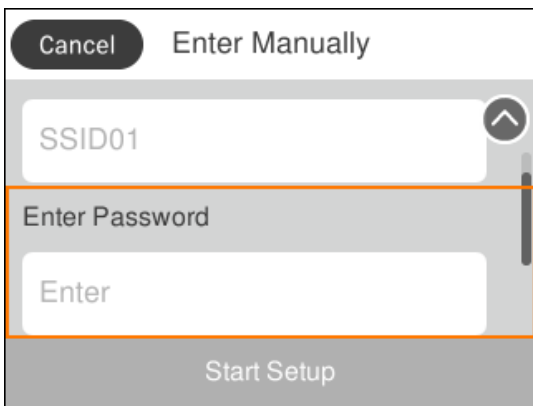 Cancel Enter Manually
SSID01
Enter Password
Enter
Start Setup